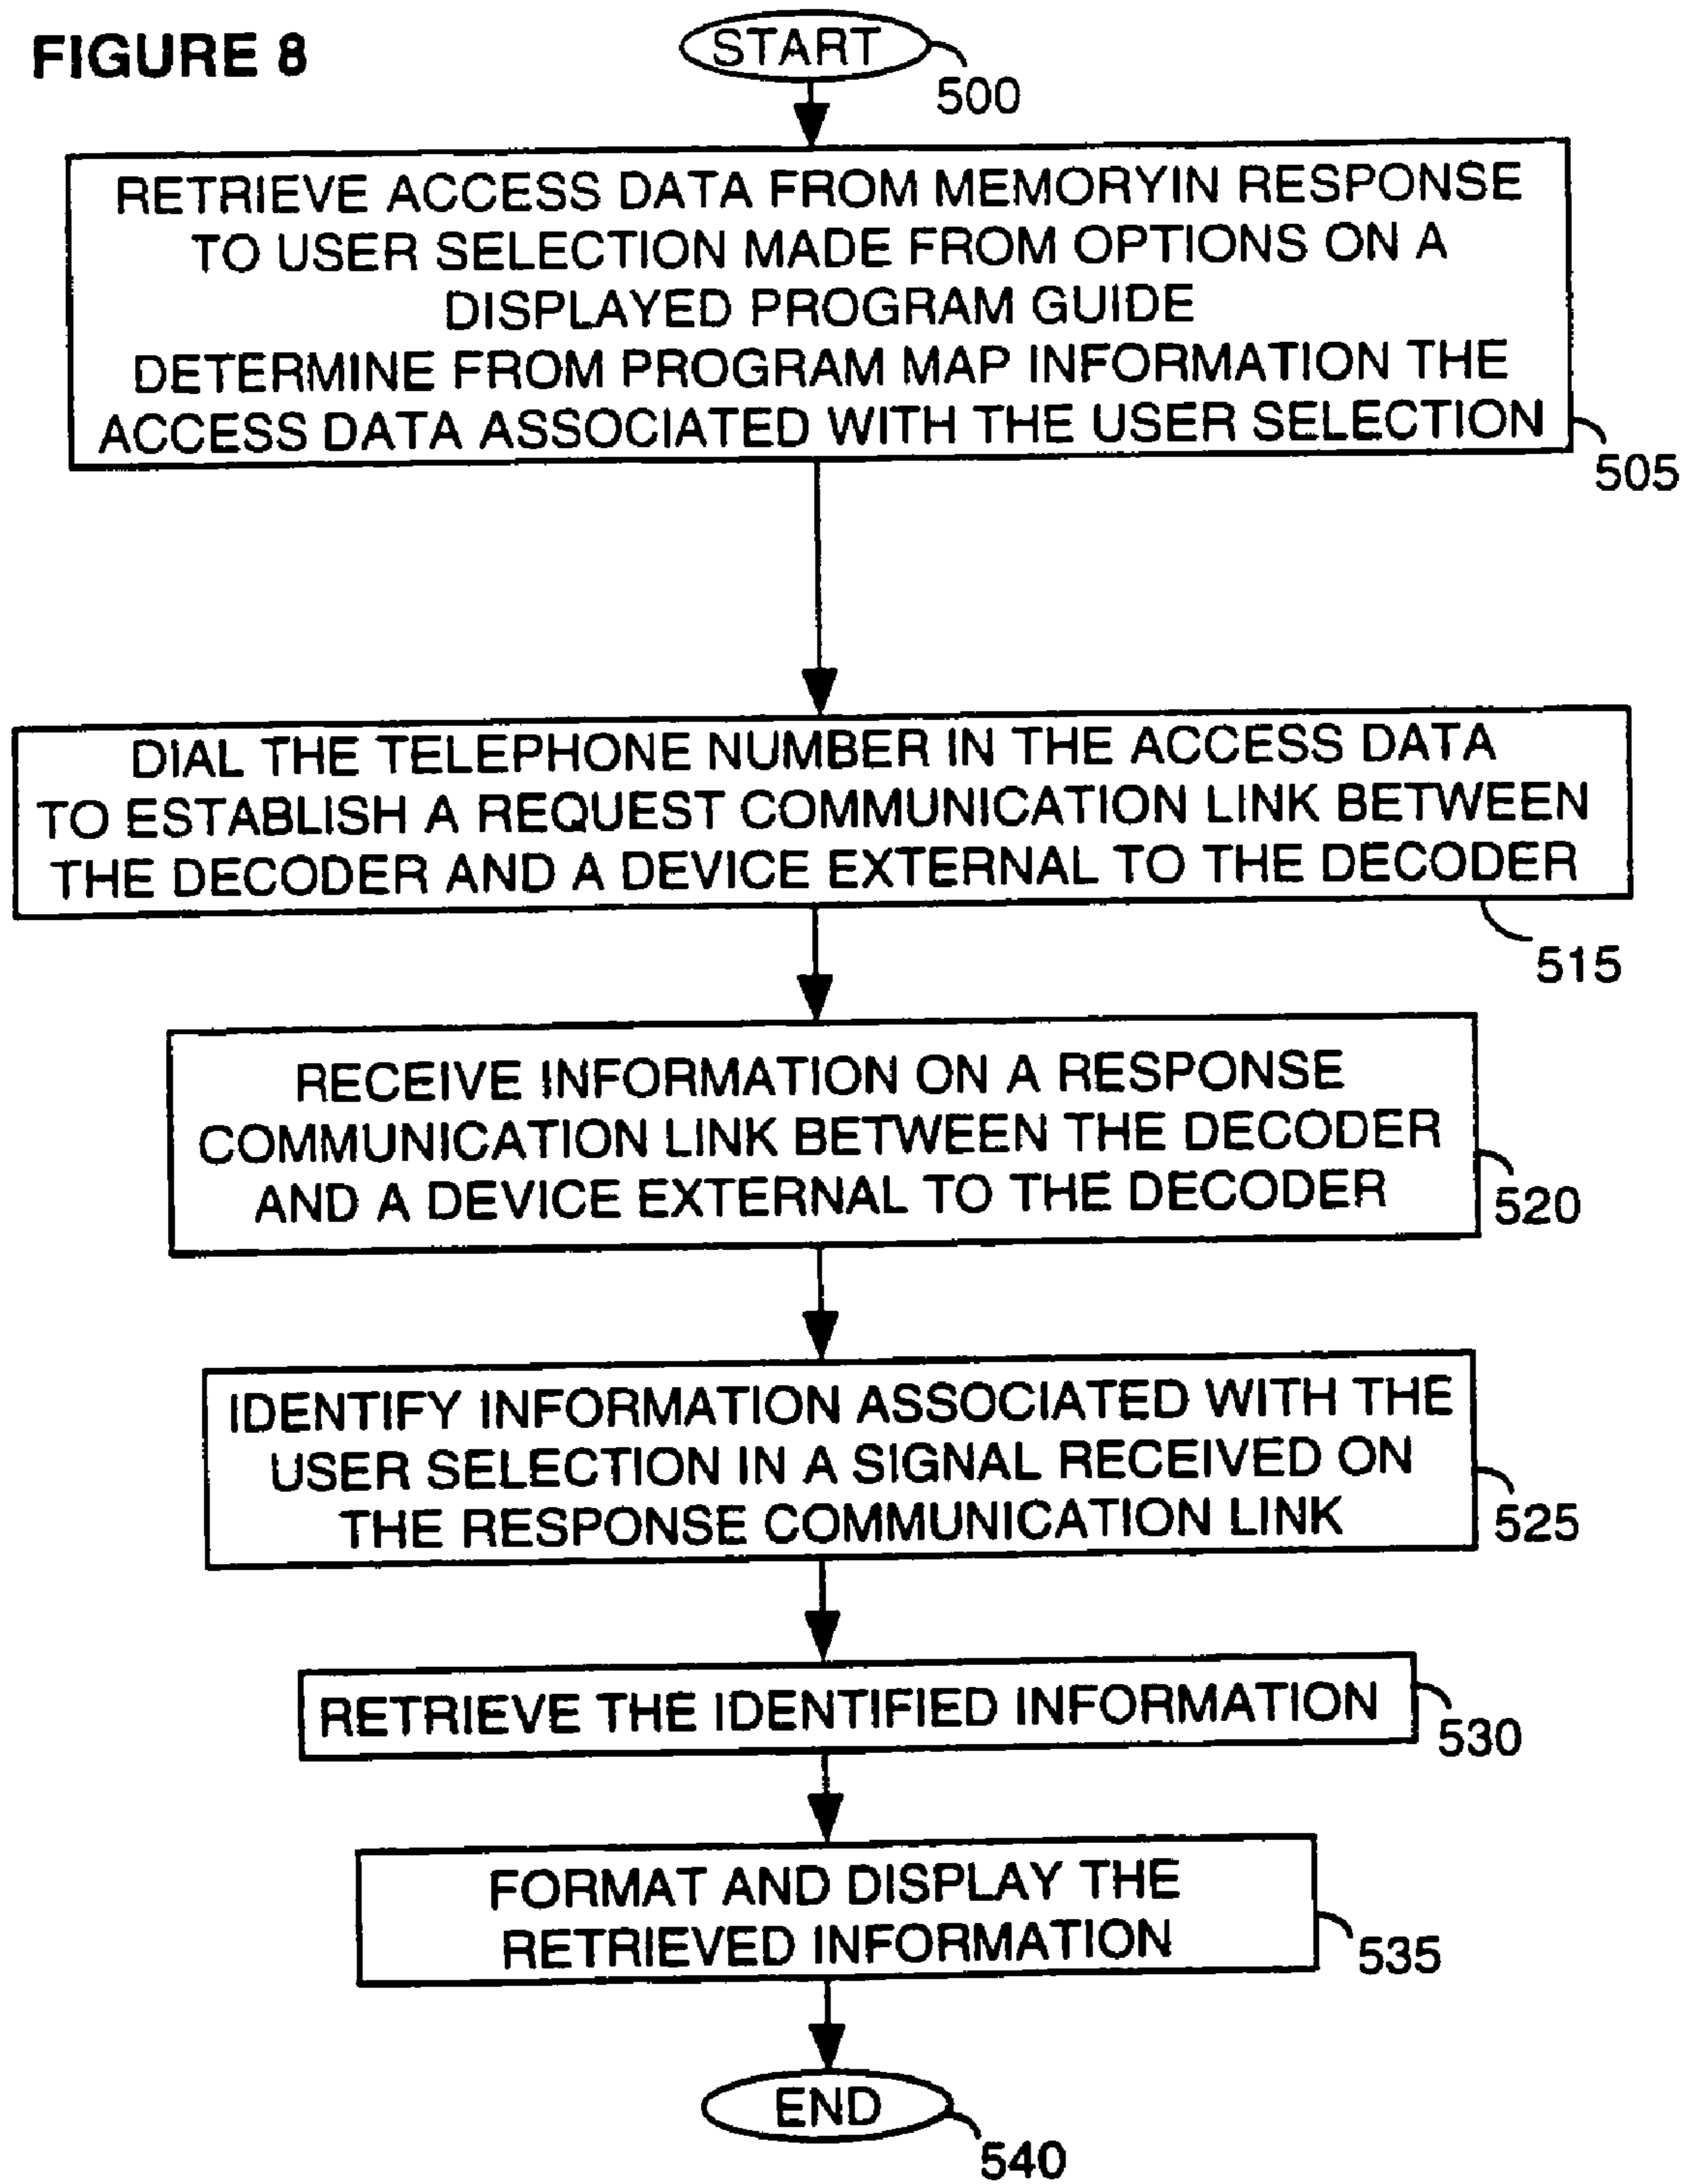 FIGURE 8
START
500
RETRIEVE ACCESS DATA FROM MEMORYIN RESPONSE
TO USER SELECTION MADE FROM OPTIONS ON A
DISPLAYED PROGRAM GUIDE
DETERMINE FROM PROGRAM MAP INFORMATION THE
ACCESS DATA ASSOCIATED WITH THE USER SELECTION
505
DIAL THE TELEPHONE NUMBER IN THE ACCESS DATA
TO ESTABLISH A REQUEST COMMUNICATION LINK BETWEEN
THE DECODER AND A DEVICE EXTERNAL TO THE DECODER
515
RECEIVE INFORMATION ON A RESPONSE
COMMUNICATION LINK BETWEEN THE DECODER
AND A DEVICE EXTERNAL TO THE DECODER
520
IDENTIFY INFORMATION ASSOCIATED WITH THE
USER SELECTION IN A SIGNAL RECEIVED ON
THE RESPONSE COMMUNICATION LINK
525
RETRIEVE THE IDENTIFIED INFORMATION
530
FORMAT AND DISPLAY THE
RETRIEVED INFORMATION
535
END
540